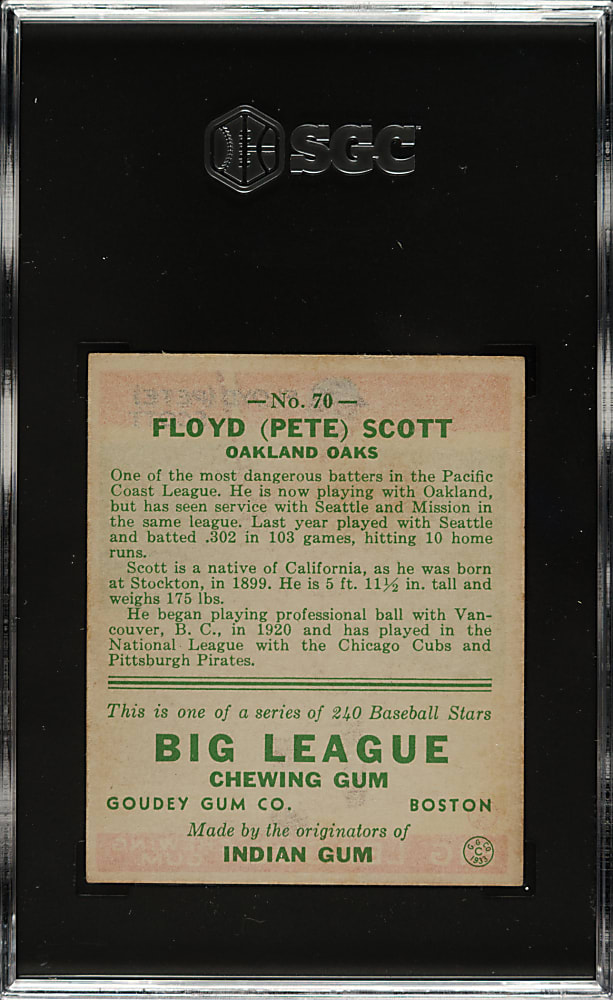 SGC
— No. 70 —
FLOYD (PETE) SCOTT
OAKLAND OAKS
One of the most dangerous batters in the Pacific
Coast League. He is now playing with Oakland,
but has seen service with Seattle and Mission in
the same league. Last year played with Seattle
and batted .302 in 103 games, hitting 10 home
runs.
Scott is a native of California, as he was born
at Stockton, in 1899. He is 5 ft. 11½ in. tall and
weighs 175 lbs.
He began playing professional ball with Van-
couver, B. C., in 1920 and has played in the
National League with the Chicago Cubs and
Pittsburgh Pirates.
This is one of a series of 240 Baseball Stars
BIG LEAGUE
CHEWING GUM
GOUDEY GUM CO. BOSTON
Made by the originators of
INDIAN GUM
G. G. CO.
C
1933